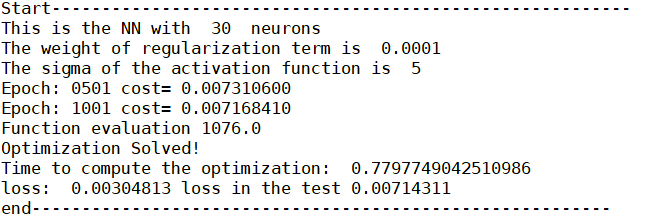 Start----------------------------------------------------------
This is the NN with  30  neurons
The weight of regularization term is  0.0001
The sigma of the activation function is  5
Epoch: 0501 cost= 0.007310600
Epoch: 1001 cost= 0.007168410
Function evaluation 1076.0
Optimization Solved!
Time to compute the optimization:  0.7797749042510986
loss:  0.00304813 loss in the test 0.00714311
end----------------------------------------------------------